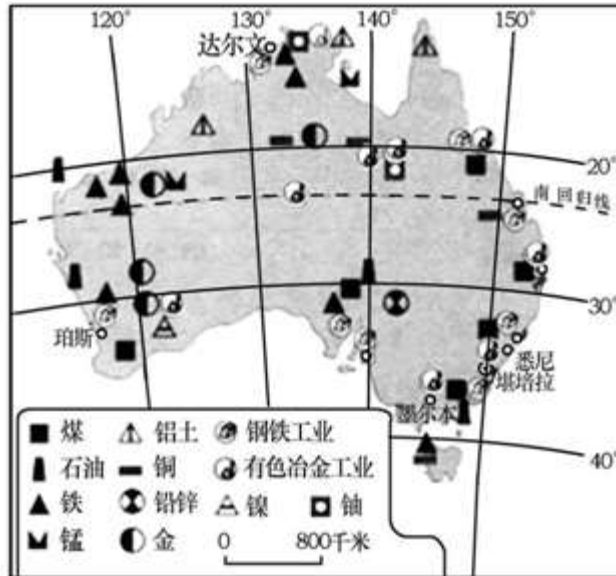 120° 130° 140° 150°
达尔文
20°
南回归线
30°
珀斯
悉尼
堪培拉
墨尔本
40°
煤 铝土 钢铁工业
石油 铜 有色冶金工业
铁 铅锌 镍 铀
锰 金 0 800千米